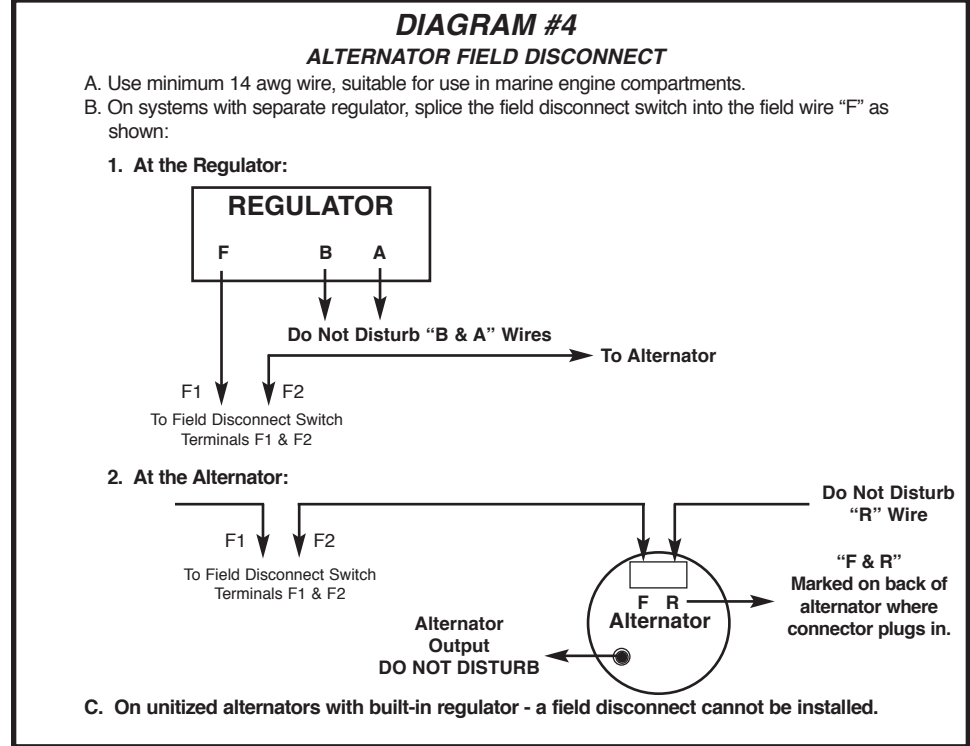 DIAGRAM #4
ALTERNATOR FIELD DISCONNECT
A. Use minimum 14 awg wire, suitable for use in marine engine compartments.
B. On systems with separate regulator, splice the field disconnect switch into the field wire “F” as
shown:
1. At the Regulator:
REGULATOR
F B A
Do Not Disturb “B & A” Wires
To Alternator
F1 F2
To Field Disconnect Switch
Terminals F1 & F2
2. At the Alternator:
Do Not Disturb
“R” Wire
F1 F2
To Field Disconnect Switch
Terminals F1 & F2
“F & R”
Marked on back of
alternator where
connector plugs in.
F R
Alternator
Alternator
Output
DO NOT DISTURB
C. On unitized alternators with built-in regulator - a field disconnect cannot be installed.